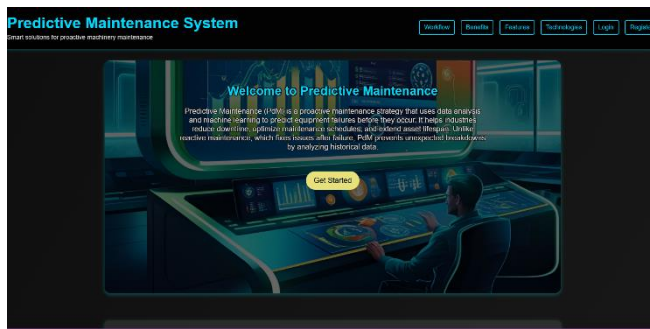 Predictive Maintenance System
Smart solutions for proactive machinery maintenance
Workflow
Benefits
Features
Technologies
Login
Registe
Welcome to Predictive Maintenance
Predictive Maintenance (PdM) is a proactive maintenance strategy that uses data analysis
and machine learning to predict equipment failures before they occur. It helps industries
reduce downtime, optimize maintenance schedules, and extend asset lifespan. Unlike
reactive maintenance, which fixes issues after failure, PdM prevents unexpected breakdowns
by analyzing historical data.
Get Started